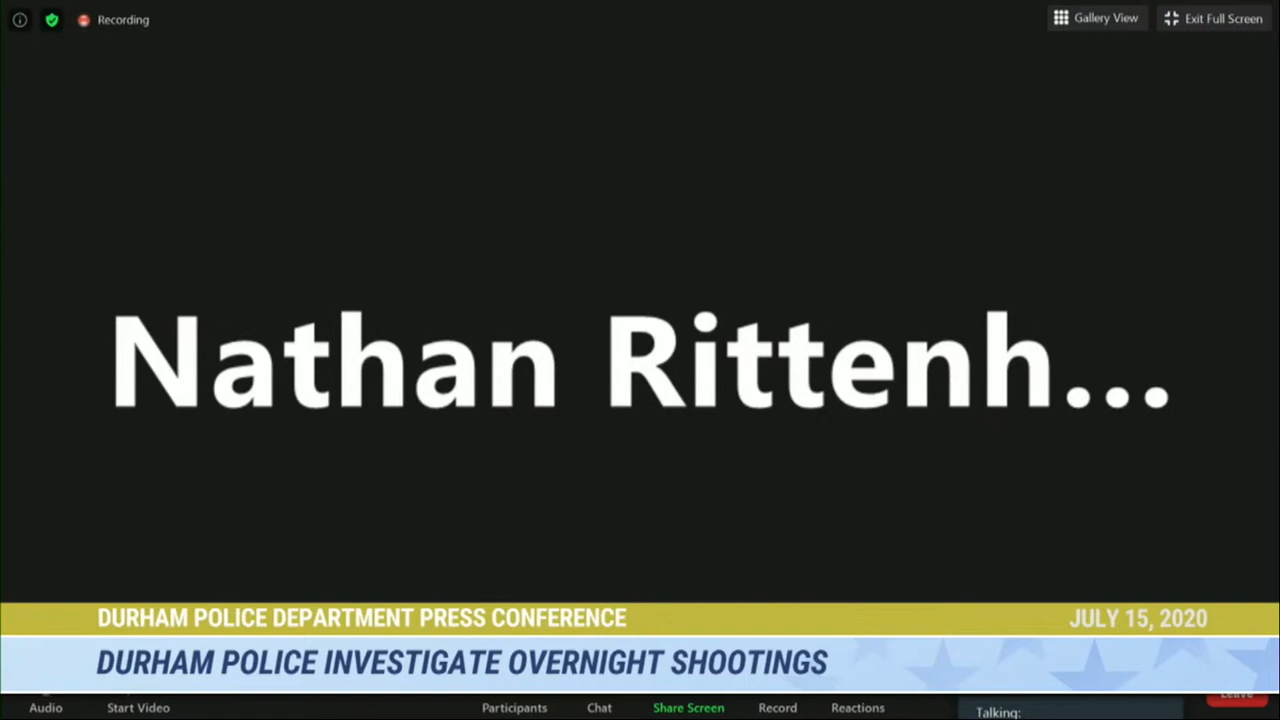 Recording
Gallery View
Exit Full Screen
Nathan Rittenh...
DURHAM POLICE DEPARTMENT PRESS CONFERENCE
JULY 15, 2020
DURHAM POLICE INVESTIGATE OVERNIGHT SHOOTINGS
Audio
Start Video
Participants
Chat
Share Screen
Record
Reactions
Talking:
Leave